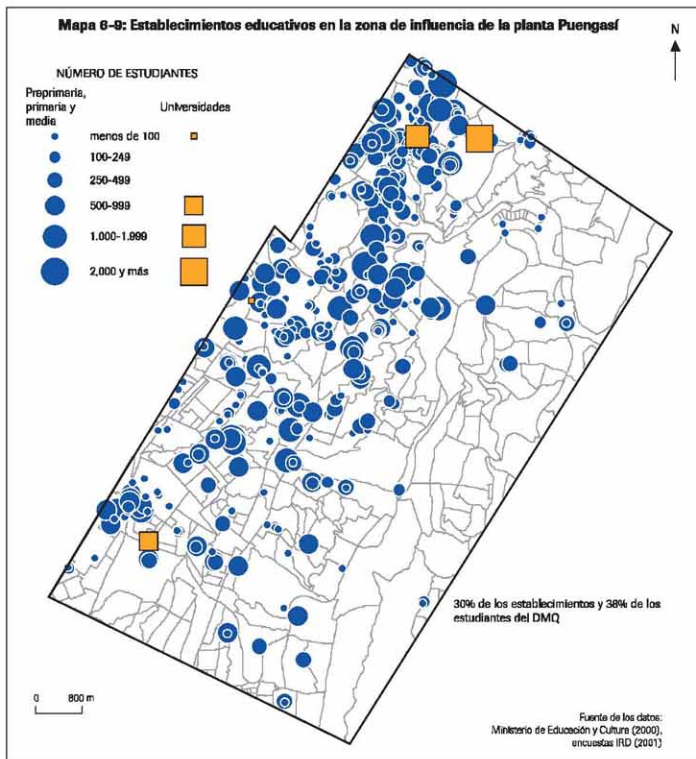 Mapa 6-9: Establecimientos educativos en la zona de influencia de la planta Puengasí
N
NÚMERO DE ESTUDIANTES
Preprimaria,
primaria y
media
Universidades
menos de 100
100-249
250-499
500-999
1.000-1.999
2,000 y más
30% de los establecimientos y 38% de los
estudiantes del DMQ
0 800 m
Fuente de los datos:
Ministerio de Educación y Cultura (2000),
encuestas IRD (2001)